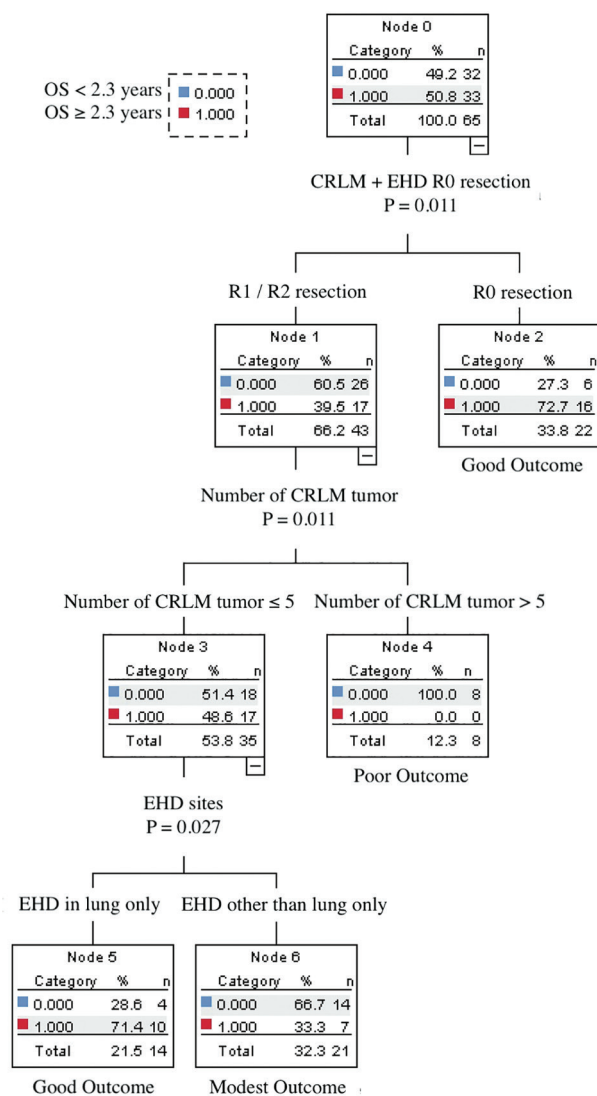 Node 0
Category % n
0.000 49.2 32
1.000 50.8 33
Total 100.0 65
OS < 2.3 years 0.000
OS ≥ 2.3 years 1.000
CRLM + EHD R0 resection
P = 0.011
R1 / R2 resection
R0 resection
Node 1
Category % n
0.000 60.5 26
1.000 39.5 17
Total 66.2 43
Node 2
Category % n
0.000 27.3 6
1.000 72.7 16
Total 33.8 22
Good Outcome
Number of CRLM tumor
P = 0.011
Number of CRLM tumor ≤ 5
Number of CRLM tumor > 5
Node 3
Category % n
0.000 51.4 18
1.000 48.6 17
Total 53.8 35
Node 4
Category % n
0.000 100.0 8
1.000 0.0 0
Total 12.3 8
Poor Outcome
EHD sites
P = 0.027
EHD in lung only
EHD other than lung only
Node 5
Category % n
0.000 28.6 4
1.000 71.4 10
Total 21.5 14
Good Outcome
Node 6
Category % n
0.000 66.7 14
1.000 33.3 7
Total 32.3 21
Modest Outcome